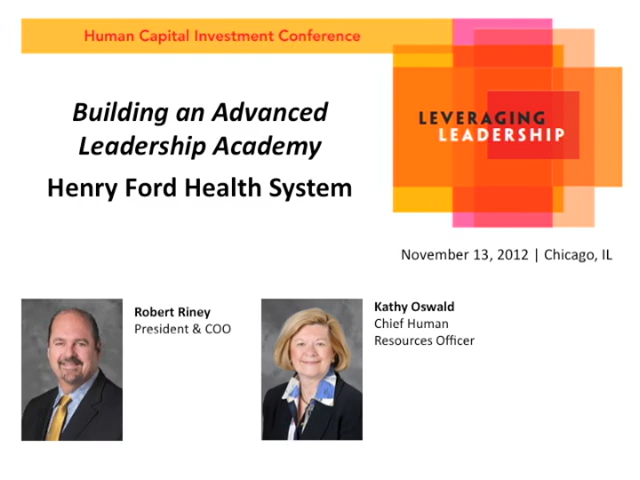 Human Capital Investment Conference
Building an Advanced
Leadership Academy
Henry Ford Health System
LEVERAGING
LEADERSHIP
November 13, 2012 | Chicago, IL
Robert Riney
President & COO
Kathy Oswald
Chief Human
Resources Officer